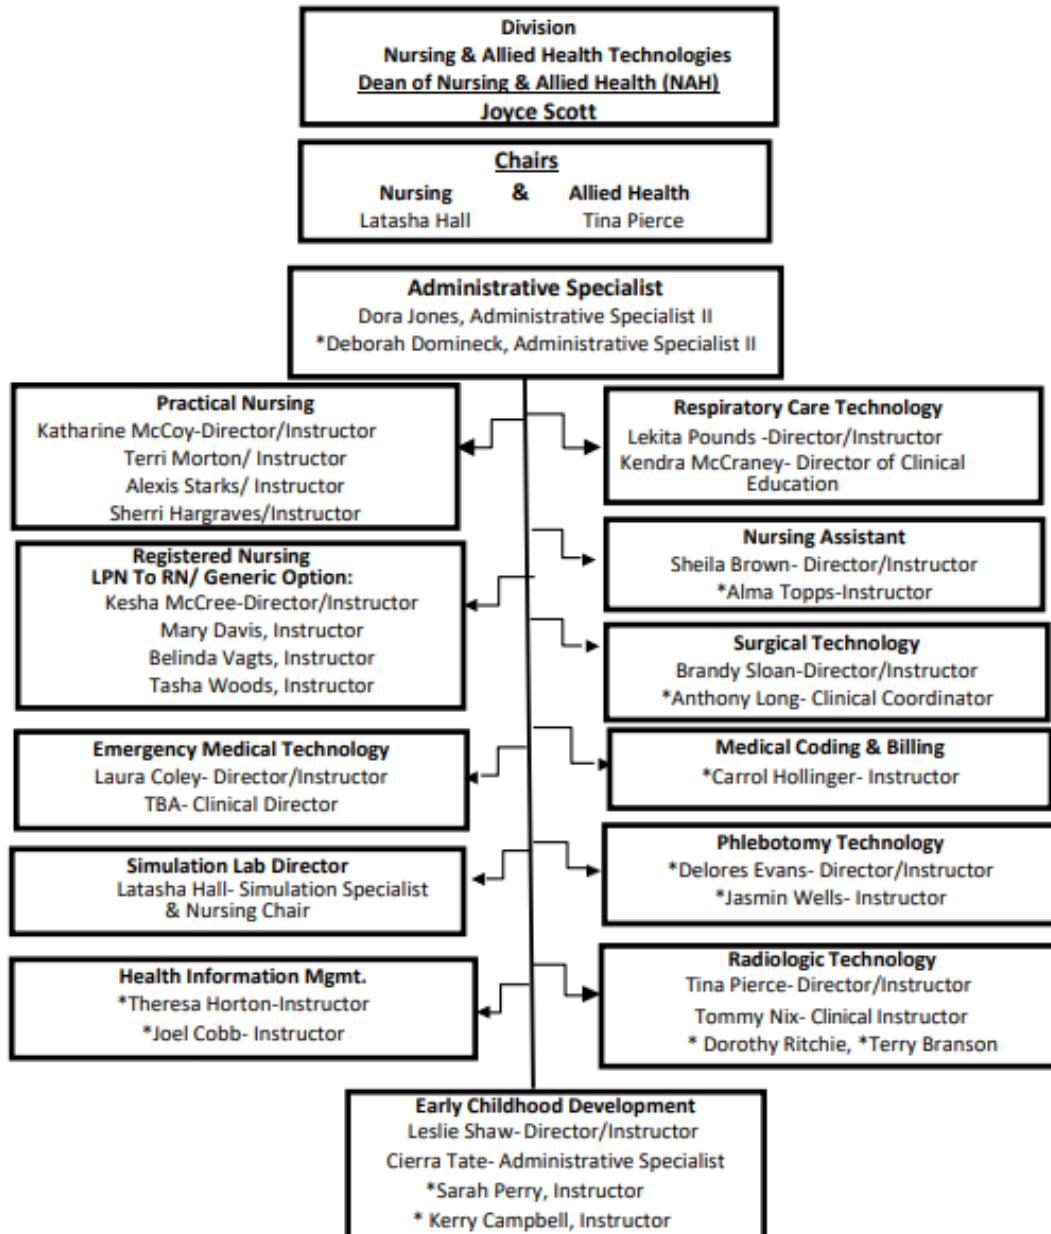 Division
Nursing & Allied Health Technologies
Dean of Nursing & Allied Health (NAH)
Joyce Scott
Chairs
Nursing & Allied Health
Latasha Hall Tina Pierce
Administrative Specialist
Dora Jones, Administrative Specialist II
*Deborah Domineck, Administrative Specialist II
Practical Nursing
Katharine McCoy-Director/Instructor
Terri Morton/ Instructor
Alexis Starks/ Instructor
Sherri Hargraves/Instructor
Respiratory Care Technology
Lekita Pounds -Director/Instructor
Kendra McCraney- Director of Clinical
Education
Registered Nursing
LPN To RN/ Generic Option:
Kesha McCree-Director/Instructor
Mary Davis, Instructor
Belinda Vagts, Instructor
Tasha Woods, Instructor
Nursing Assistant
Sheila Brown- Director/Instructor
*Alma Topps-Instructor
Surgical Technology
Brandy Sloan-Director/Instructor
*Anthony Long- Clinical Coordinator
Emergency Medical Technology
Laura Coley- Director/Instructor
TBA- Clinical Director
Medical Coding & Billing
*Carrol Hollinger- Instructor
Simulation Lab Director
Latasha Hall- Simulation Specialist
& Nursing Chair
Phlebotomy Technology
*Delores Evans- Director/Instructor
*Jasmin Wells- Instructor
Health Information Mgmt.
*Theresa Horton-Instructor
*Joel Cobb- Instructor
Radiologic Technology
Tina Pierce- Director/Instructor
Tommy Nix- Clinical Instructor
* Dorothy Ritchie, *Terry Branson
Early Childhood Development
Leslie Shaw- Director/Instructor
Cierra Tate- Administrative Specialist
*Sarah Perry, Instructor
* Kerry Campbell, Instructor